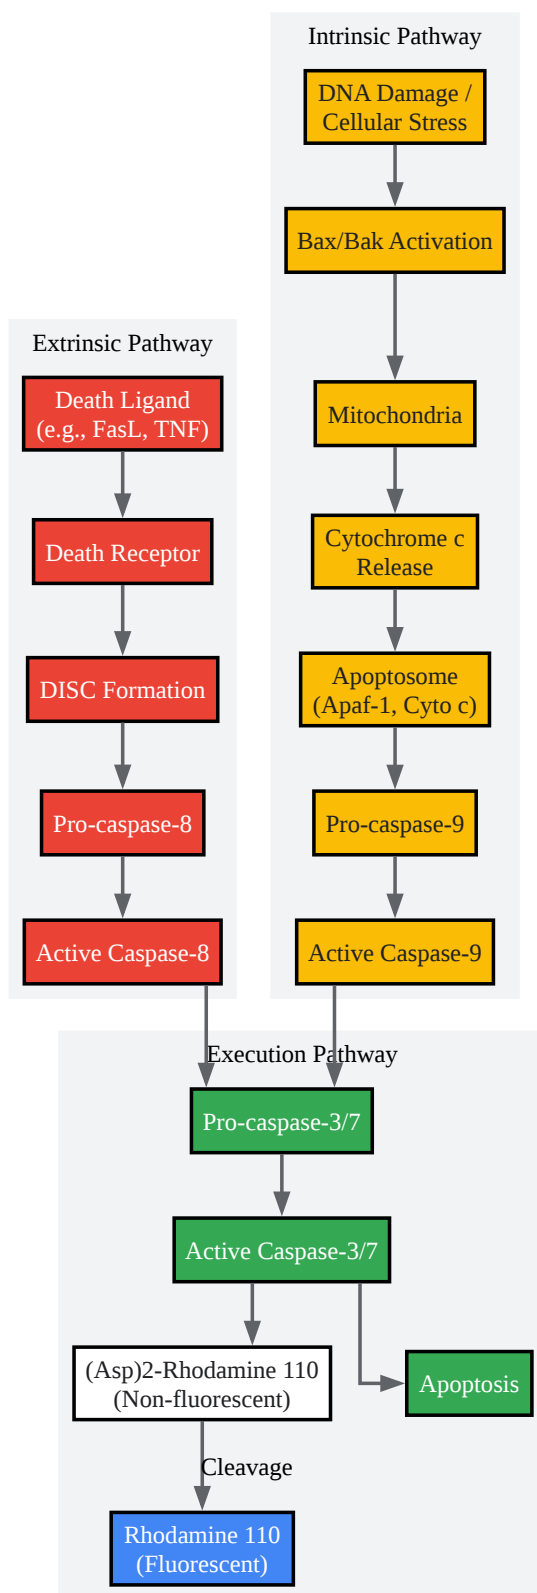 Intrinsic Pathway
DNA Damage /
Cellular Stress
Bax/Bak Activation
Mitochondria
Cytochrome c
Release
Apoptosome
(Apaf-1, Cyto c)
Pro-caspase-9
Active Caspase-9
Extrinsic Pathway
Death Ligand
(e.g., FasL, TNF)
Death Receptor
DISC Formation
Pro-caspase-8
Active Caspase-8
Execution Pathway
Pro-caspase-3/7
Active Caspase-3/7
(Asp)2-Rhodamine 110
(Non-fluorescent)
Apoptosis
Cleavage
Rhodamine 110
(Fluorescent)